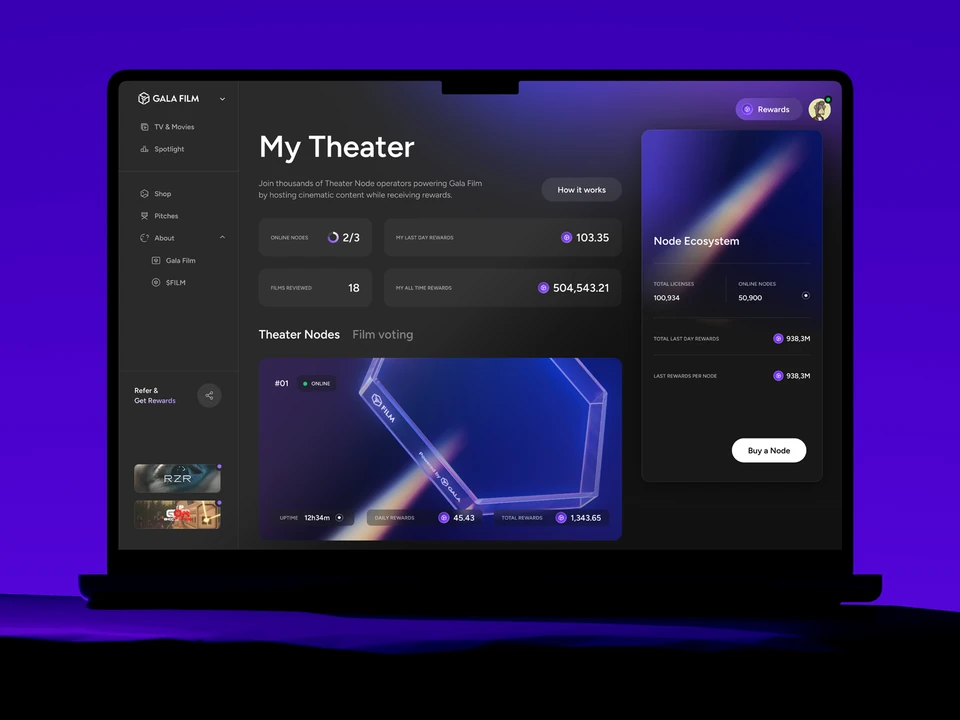 GALA FILM
TV & Movies
Spotlight
Shop
Pitches
About
Gala Film
$FILM
Refer &
Get Rewards
RZR
Rewards
My Theater
Join thousands of Theater Node operators powering Gala Film
by hosting cinematic content while receiving rewards.
How it works
ONLINE NODES
2/3
MY LAST DAY REWARDS
103.35
FILMS REVIEWED
18
MY ALL TIME REWARDS
504,543.21
Theater Nodes
Film voting
#01
ONLINE
FILM
Powered by GALA
UPTIME
12h34m
DAILY REWARDS
45.43
TOTAL REWARDS
1,343.65
Node Ecosystem
TOTAL LICENSES
100,934
ONLINE NODES
50,900
TOTAL LAST DAY REWARDS
938,3M
LAST REWARDS PER NODE
938,3M
Buy a Node